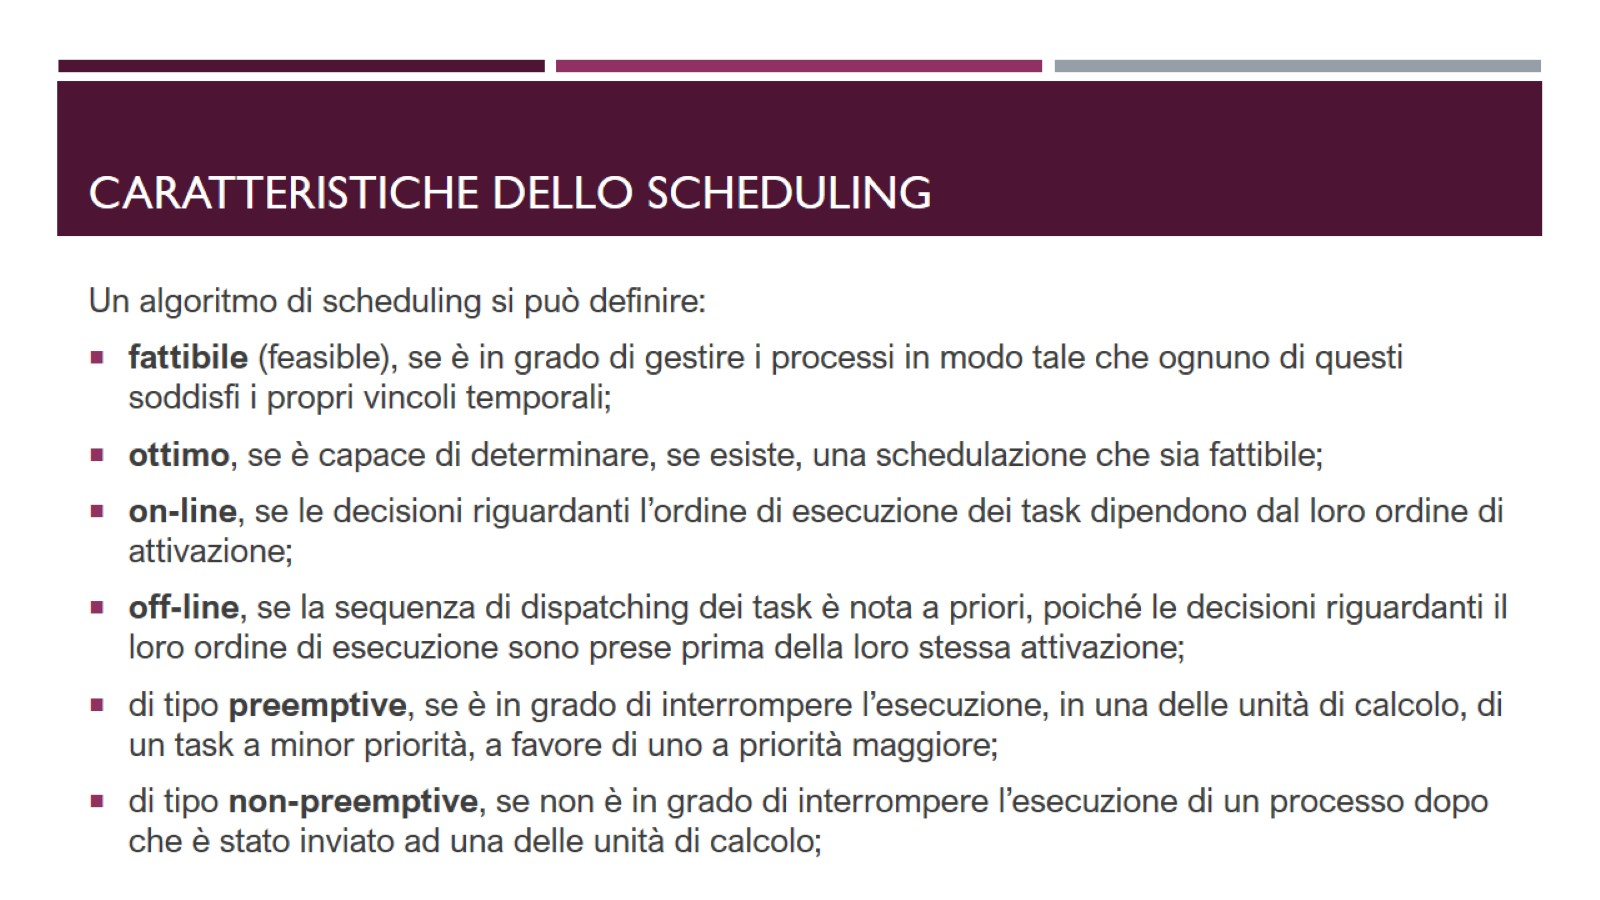 CARATTERISTICHE DELLO SCHEDULING
Un algoritmo di scheduling si può definire:
▪ fattibile (feasible), se è in grado di gestire i processi in modo tale che ognuno di questi
soddisfi i propri vincoli temporali;
▪ ottimo, se è capace di determinare, se esiste, una schedulazione che sia fattibile;
▪ on-line, se le decisioni riguardanti l’ordine di esecuzione dei task dipendono dal loro ordine di
attivazione;
▪ off-line, se la sequenza di dispatching dei task è nota a priori, poiché le decisioni riguardanti il
loro ordine di esecuzione sono prese prima della loro stessa attivazione;
▪ di tipo preemptive, se è in grado di interrompere l’esecuzione, in una delle unità di calcolo, di
un task a minor priorità, a favore di uno a priorità maggiore;
▪ di tipo non-preemptive, se non è in grado di interrompere l’esecuzione di un processo dopo
che è stato inviato ad una delle unità di calcolo;